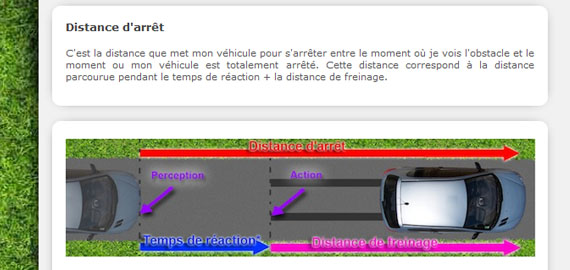 Distance d'arrêt
C'est la distance que met mon véhicule pour s'arrêter entre le moment où je vois l'obstacle et le
moment ou mon véhicule est totalement arrêté. Cette distance correspond à la distance
parcourue pendant le temps de réaction + la distance de freinage.
Distance d'arrêt
Perception
Action
Temps de réaction*
Distance de freinage